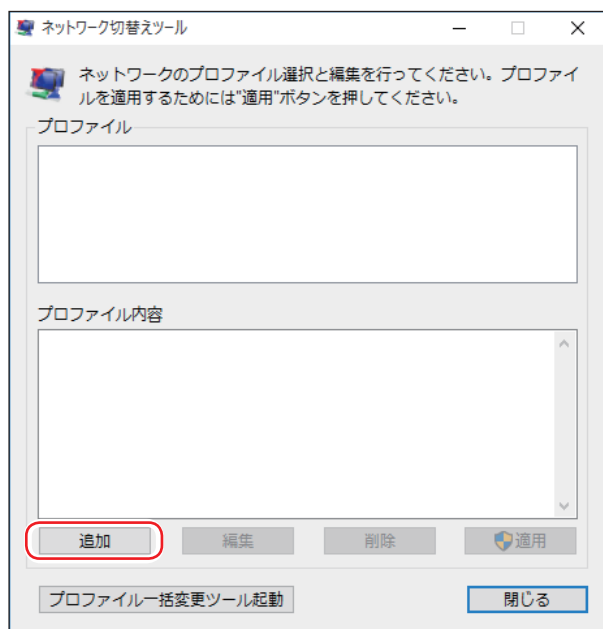 ネットワーク切替えツール
ネットワークのプロファイル選択と編集を行ってください。プロファイ
ルを適用するためには"適用"ボタンを押してください。
プロファイル
プロファイル内容
追加 編集 削除 適用
プロファイル一括変更ツール起動 閉じる